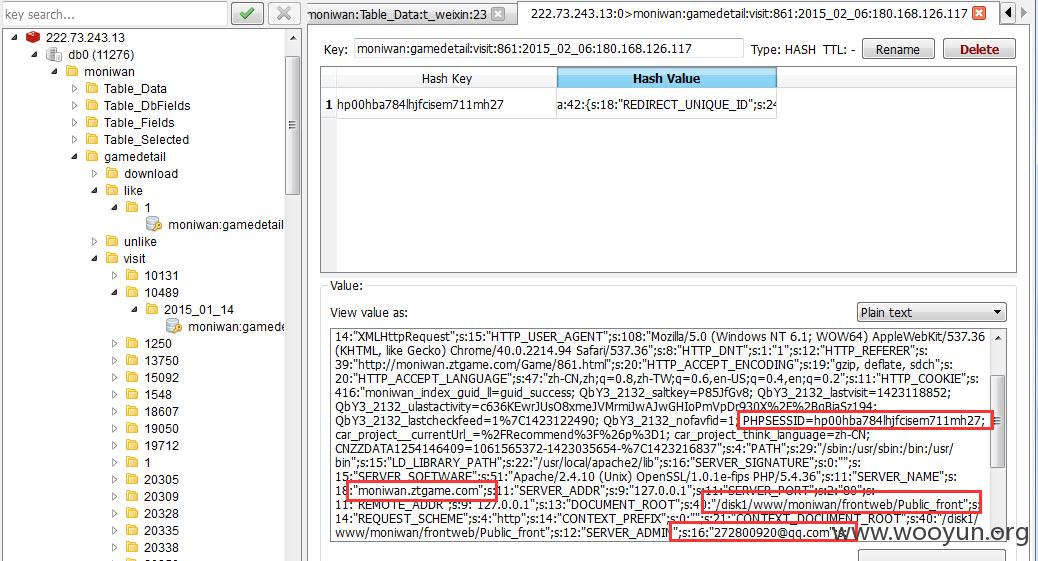 key search...
222.73.243.13
db0 (11276)
moniwan
Table_Data
Table_DbFields
Table_Fields
Table_Selected
gamedetail
download
like
1
moniwan:gamedetail
unlike
visit
10131
10489
2015_01_14
moniwan:gamede
1250
13750
15092
1548
18607
19050
19712
1
20305
20309
20328
20335
20338
moniwan:Table_Data:t_weixin:23
222.73.243.13:0>moniwan:gamedetail:visit:861:2015_02_06:180.168.126.117
Key: moniwan:gamedetail:visit:861:2015_02_06:180.168.126.117 Type: HASH TTL: - Rename Delete
Hash Key Hash Value
1 hp00hba784lhjfcisem711mh27 a:42:{s:18:"REDIRECT_UNIQUE_ID";s:24
Value:
View value as: Plain text
14:"XMLHttpRequest";s:15:"HTTP_USER_AGENT";s:108:"Mozilla/5.0 (Windows NT 6.1; WOW64) AppleWebKit/537.36
(KHTML, like Gecko) Chrome/40.0.2214.94 Safari/537.36";s:8:"HTTP_DNT";s:1:"1";s:12:"HTTP_REFERER";s:
39:"http://moniwan.ztgame.com/Game/861.html";s:20:"HTTP_ACCEPT_ENCODING";s:19:"gzip, deflate, sdch";s:
20:"HTTP_ACCEPT_LANGUAGE";s:47:"zh-CN,zh;q=0.8,zh-TW;q=0.6,en-US;q=0.4,en;q=0.2";s:11:"HTTP_COOKIE";s:
416:"moniwan_index_guid_ll=guid_success; QbY3_2132_saltkey=P85JfGv8; QbY3_2132_lastvisit=1423118852;
QbY3_2132_ulastactivity=c636KEwrJUsO8xmeJVMrmiJwAJwGHIoPmVpDr930X%2F%2BgBjaSz194;
QbY3_2132_lastcheckfeed=1%7C1423122490; QbY3_2132_nofavfid=1; PHPSESSID=hp00hba784lhjfcisem711mh27;
car_project__currentUrl_=%2FRecommend%3F%26p%3D1; car_project_think_language=zh-CN;
CNZZDATA1254146409=1061565372-1423035654-%7C1423216837";s:4:"PATH";s:29:"/sbin:/usr/sbin:/bin:/usr/
bin";s:15:"LD_LIBRARY_PATH";s:22:"/usr/local/apache2/lib";s:16:"SERVER_SIGNATURE";s:0:"";s:
15:"SERVER_SOFTWARE";s:51:"Apache/2.4.10 (Unix) OpenSSL/1.0.1e-fips PHP/5.4.36";s:11:"SERVER_NAME";s:
18:"moniwan.ztgame.com";s:11:"SERVER_ADDR";s:9:"127.0.0.1";s:11:"SERVER_PORT";s:2:"80";s:
11:"REMOTE_ADDR";s:9:"127.0.0.1";s:13:"DOCUMENT_ROOT";s:40:"/disk1/www/moniwan/frontweb/Public_front";s:
14:"REQUEST_SCHEME";s:4:"http";s:14:"CONTEXT_PREFIX";s:0:"";s:21:"CONTEXT_DOCUMENT_ROOT";s:40:"/disk1/
www/moniwan/frontweb/Public_front";s:12:"SERVER_ADMIN";s:16:"272800920@qq.com";s:
www.wooyun.org